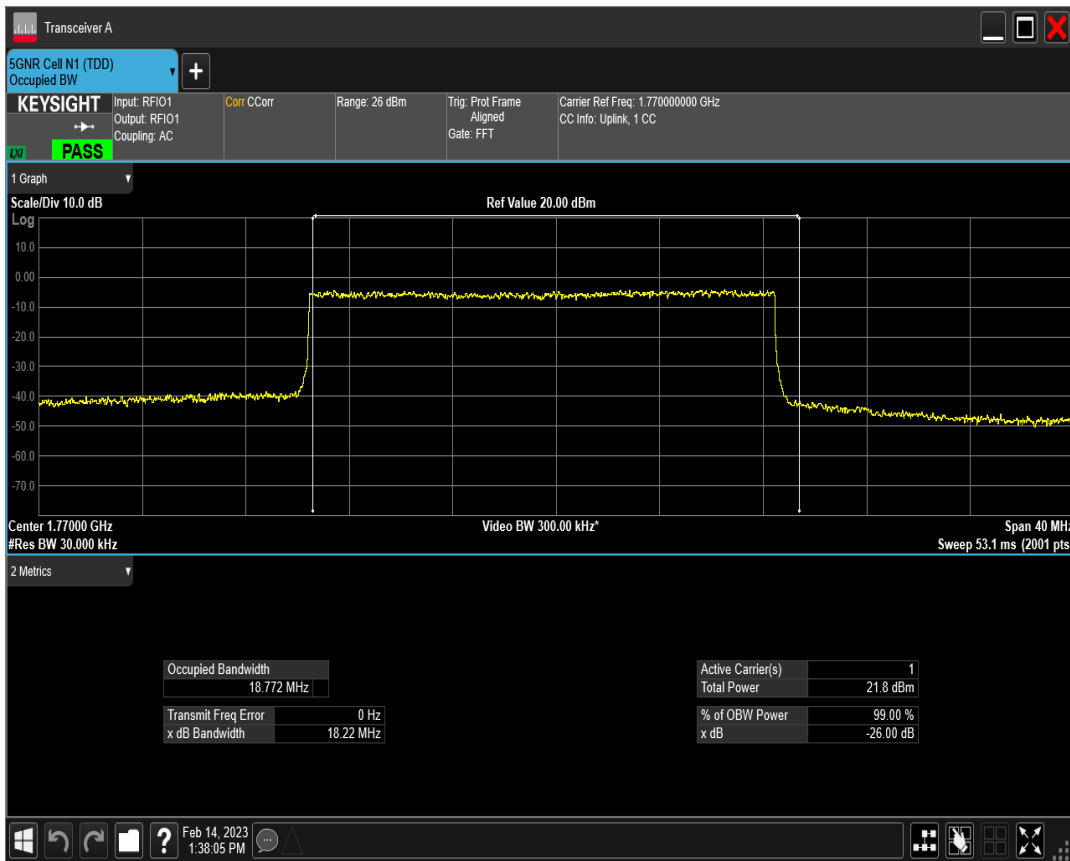 Transceiver A
5GNR Cell N1 (TDD)
Occupied BW
+
KEYSIGHT
LXI
PASS
Input: RFIO1
Output: RFIO1
Coupling: AC
Corr CCorr
Range: 26 dBm
Trig: Prot Frame
Aligned
Gate: FFT
Carrier Ref Freq: 1.770000000 GHz
CC Info: Uplink, 1 CC
1 Graph
Scale/Div 10.0 dB
Ref Value 20.00 dBm
Log
10.0
0.00
-10.0
-20.0
-30.0
-40.0
-50.0
-60.0
-70.0
Center 1.77000 GHz
Video BW 300.00 kHz*
Span 40 MHz
#Res BW 30.000 kHz
Sweep 53.1 ms (2001 pts
2 Metrics
Occupied Bandwidth
18.772 MHz
Transmit Freq Error 0 Hz
x dB Bandwidth 18.22 MHz
Active Carrier(s) 1
Total Power 21.8 dBm
% of OBW Power 99.00 %
x dB -26.00 dB
?
Feb 14, 2023
1:38:05 PM